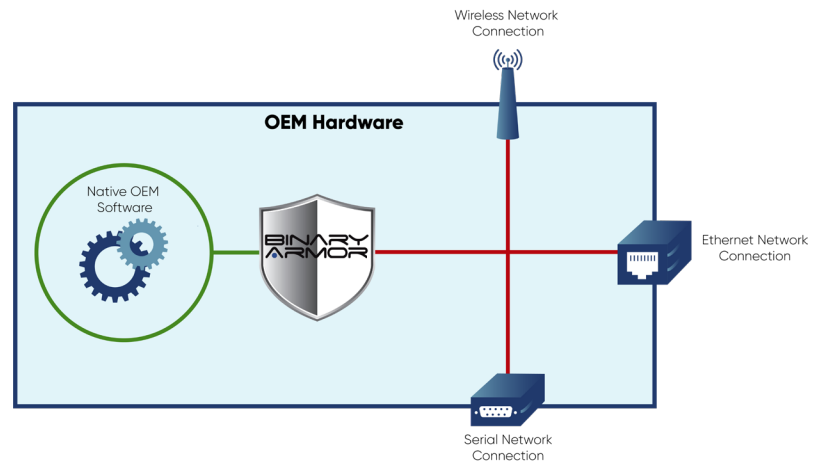 Wireless Network
Connection
OEM Hardware
Native OEM
Software
BINARY
ARMOR
Ethernet Network
Connection
Serial Network
Connection